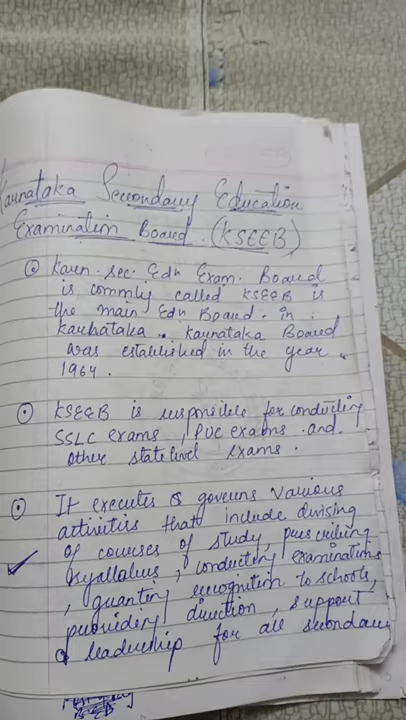 Karnataka Secondary Education
Examination Board. (KSEEB)
Karn. sec. Edn Exam. Board
is commly called KSEEB is
the main Edn Board. in.
karnataka. karnataka Board
was established in the year
1964.
KSEEB is responsible for conducting
SSLC exams, PUC exams and
other state level exams.
It executes & governs various
activities that include divising
of courses of study, prescribing
syallabus, conducting examinations
, granting recognition to schools,
providing direction, support
& leadership for all secondary